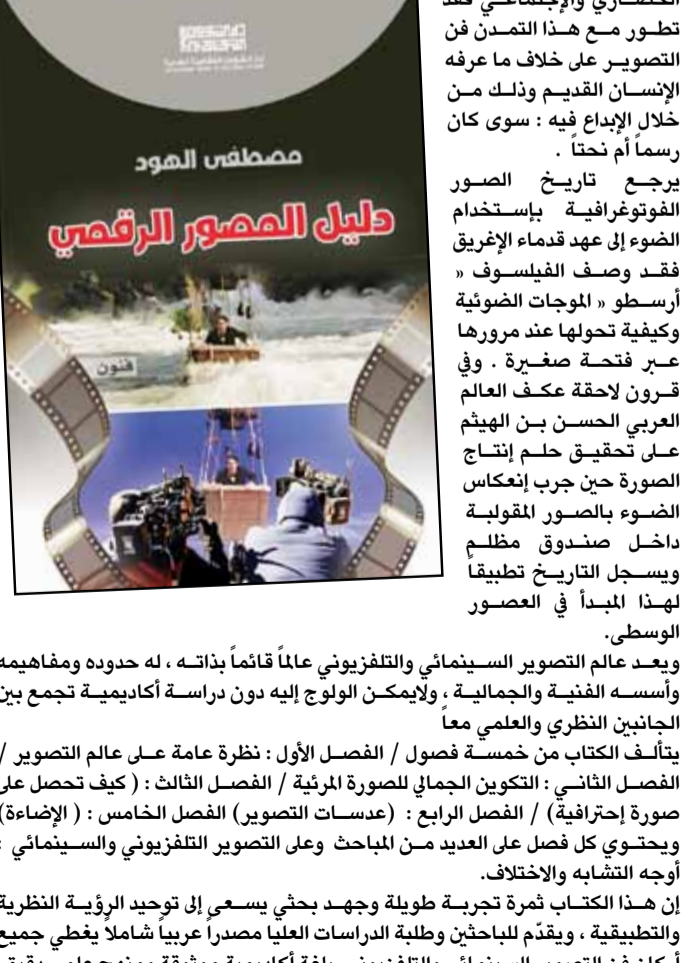 الحضاري والإجتماعي فقد
تطور مع هذا التمدن فن
التصوير على خلاف ما عرفه
الإنسان القديم وذلك من
خلال الإبداع فيه : سوى كان
رسماً أم نحتاً .
يرجع تاريخ الصور
الفوتوغرافية بإستخدام
الضوء إلى عهد قدماء الإغريق
فقد وصف الفيلسوف «
أرسطو « الموجات الضوئية
وكيفية تحولها عند مرورها
عبر فتحة صغيرة . وفي
قرون لاحقة عكف العالم
العربي الحسن بن الهيثم
على تحقيق حلم إنتاج
الصورة حين جرب إنعكاس
الضوء بالصور المقولبة
داخل صندوق مظلم
ويسجل التاريخ تطبيقاً
لهذا المبدأ في العصور
الوسطى.
مصطفى الهود
دليل المصور الرقمي
فنون
ويعد عالم التصوير السينمائي والتلفزيوني عالماً قائماً بذاته ، له حدوده ومفاهيمه
وأسسه الفنية والجمالية ، ولايمكن الولوج إليه دون دراسة أكاديمية تجمع بين
الجانبين النظري والعلمي معاً
يتألف الكتاب من خمسة فصول / الفصل الأول : نظرة عامة على عالم التصوير /
الفصل الثاني : التكوين الجمالي للصورة المرئية / الفصل الثالث : ( كيف تحصل على
صورة إحترافية) / الفصل الرابع : (عدسات التصوير) الفصل الخامس : ( الإضاءة)
ويحتوي كل فصل على العديد من المباحث وعلى التصوير التلفزيوني والسينمائي :
أوجه التشابه والاختلاف.
إن هذا الكتاب ثمرة تجربة طويلة وجهد بحثي يسعى إلى توحيد الرؤية النظرية
والتطبيقية ، ويقدّم للباحثين وطلبة الدراسات العليا مصدراً عربياً شاملاً يغطي جميع